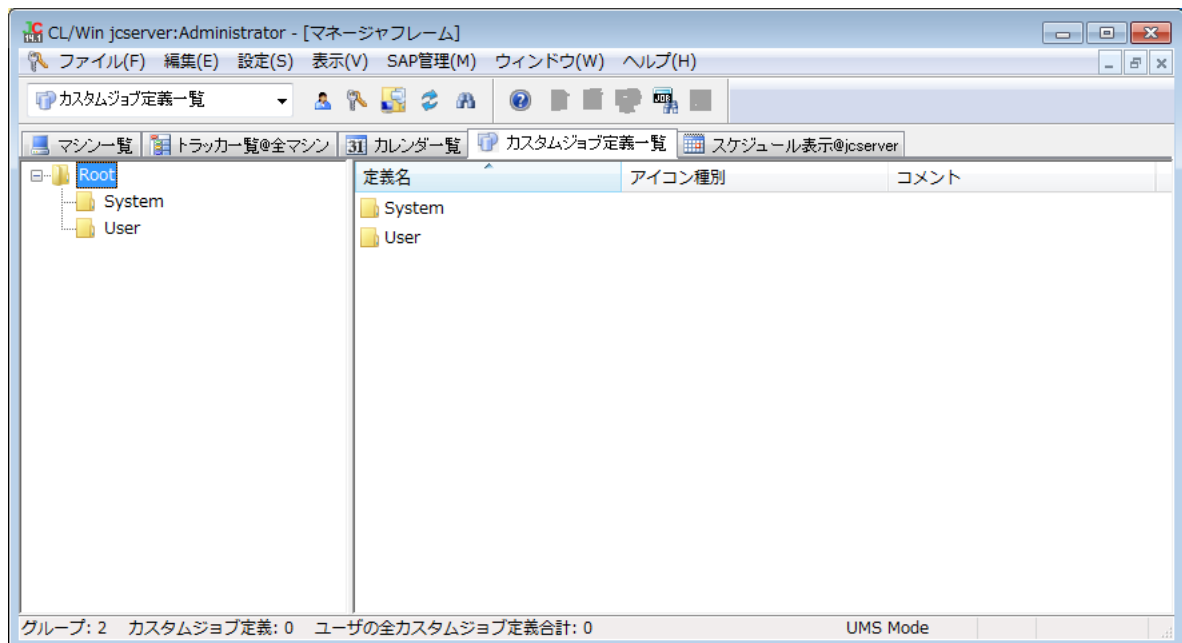 CL/Win jcserver:Administrator - [マネージャフレーム]
ファイル(F) 編集(E) 設定(S) 表示(V) SAP管理(M) ウィンドウ(W) ヘルプ(H)
カスタムジョブ定義一覧
マシン一覧 トラッカ一覧@全マシン 31 カレンダ一覧 カスタムジョブ定義一覧 スケジュール表示@jcserver
Root
System
User
定義名 アイコン種別 コメント
System
User
グループ: 2 カスタムジョブ定義: 0 ユーザの全カスタムジョブ定義合計: 0 UMS Mode